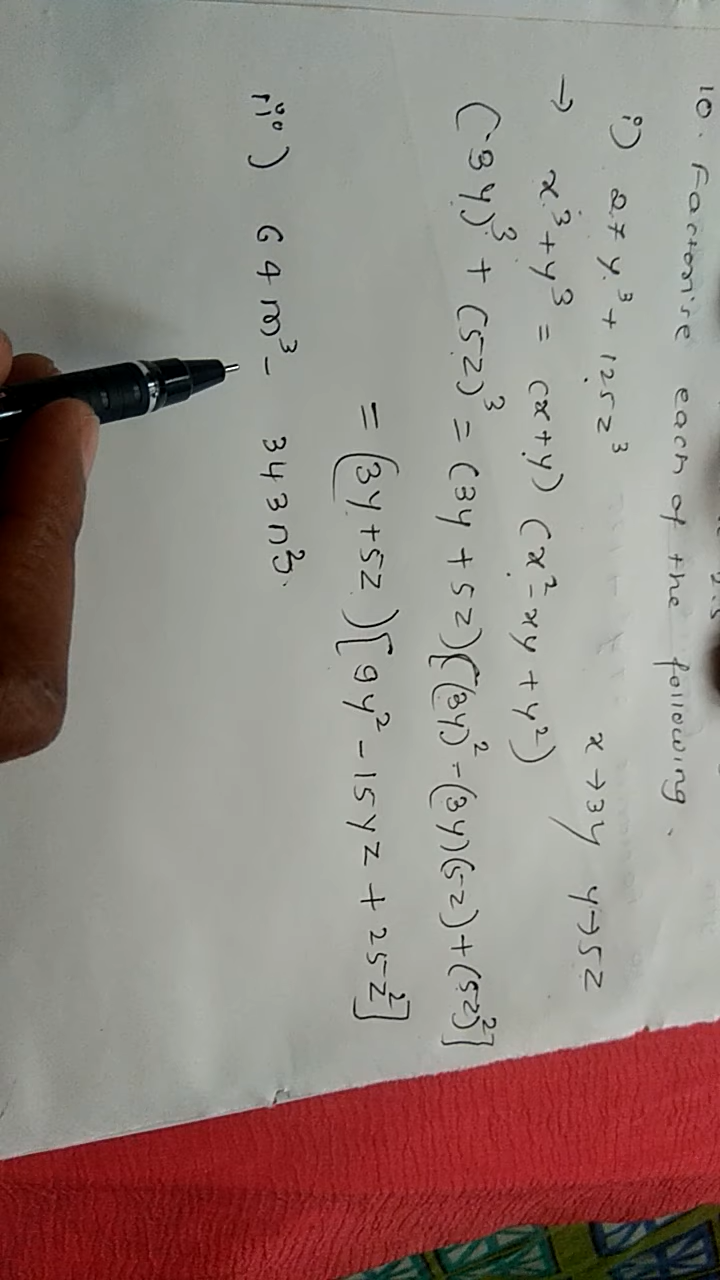 10. Factorise each of the following.
i) 27y³ + 125z³ x→3y y→5z
→ x³ + y³ = (x+y) (x² - xy + y²)
(3y)³ + (5z)³ = (3y + 5z)[(3y)² - (3y)(5z) + (5z)²]
= (3y + 5z)[9y² - 15yz + 25z²]
ii) 64m³ - 343n³.